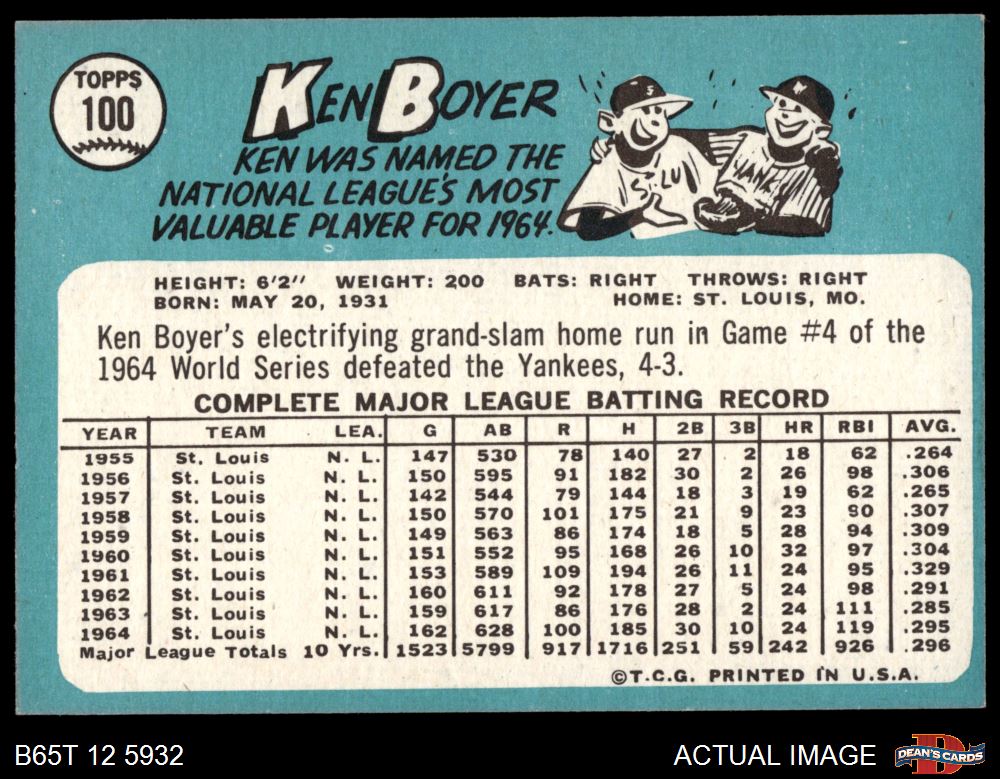 TOPPS
100
KEN BOYER
KEN WAS NAMED THE
NATIONAL LEAGUE'S MOST
VALUABLE PLAYER FOR 1964.
HEIGHT: 6'2" WEIGHT: 200 BATS: RIGHT THROWS: RIGHT
BORN: MAY 20, 1931 HOME: ST. LOUIS, MO.
Ken Boyer's electrifying grand-slam home run in Game #4 of the
1964 World Series defeated the Yankees, 4-3.
COMPLETE MAJOR LEAGUE BATTING RECORD
YEAR TEAM LEA. G AB R H 2B 3B HR RBI AVG.
1955 St. Louis N. L. 147 530 78 140 27 2 18 62 .264
1956 St. Louis N. L. 150 595 91 182 30 2 26 98 .306
1957 St. Louis N. L. 142 544 79 144 18 3 19 62 .265
1958 St. Louis N. L. 150 570 101 175 21 9 23 90 .307
1959 St. Louis N. L. 149 563 86 174 18 5 28 94 .309
1960 St. Louis N. L. 151 552 95 168 26 10 32 97 .304
1961 St. Louis N. L. 153 589 109 194 26 11 24 95 .329
1962 St. Louis N. L. 160 611 92 178 27 5 24 98 .291
1963 St. Louis N. L. 159 617 86 176 28 2 24 111 .285
1964 St. Louis N. L. 162 628 100 185 30 10 24 119 .295
Major League Totals 10 Yrs. 1523 5799 917 1716 251 59 242 926 .296
©T.C.G. PRINTED IN U.S.A.
B65T 12 5932 ACTUAL IMAGE DEAN'S CARDS